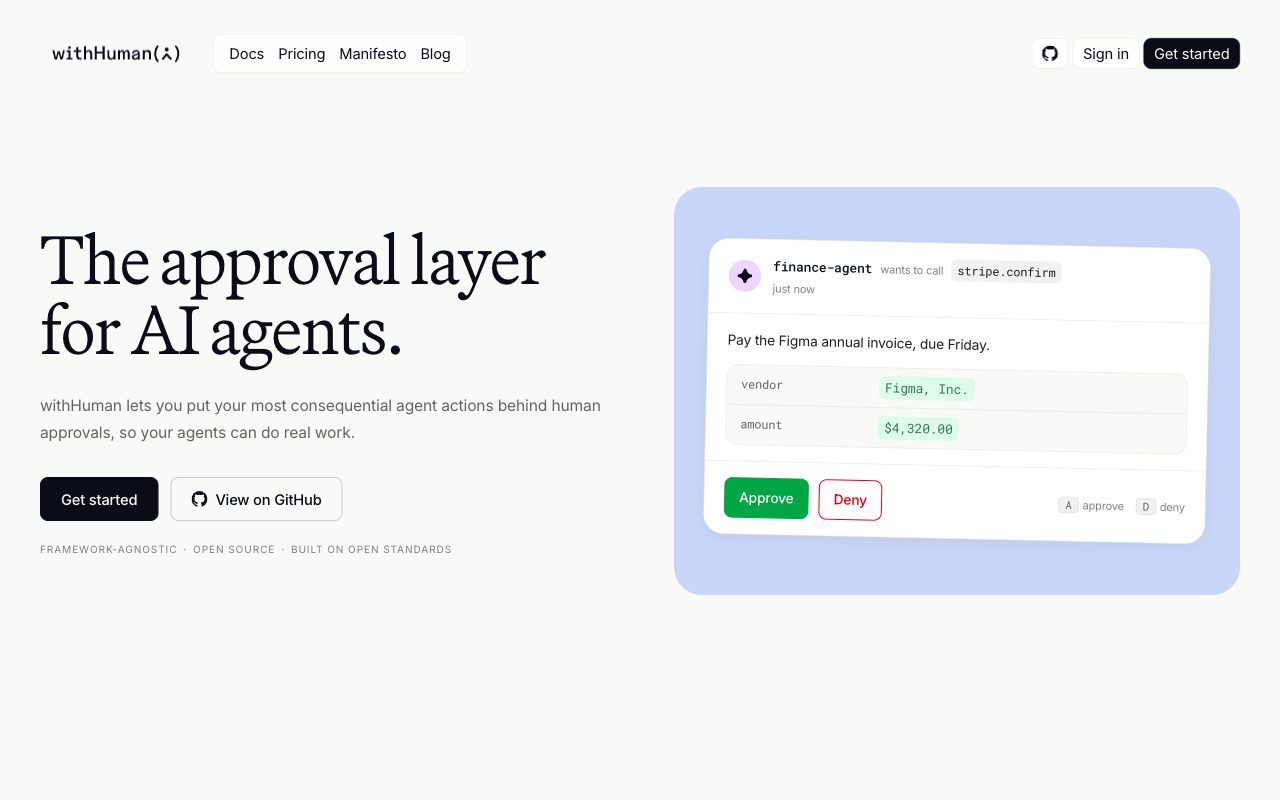 withHuman(⅄)
Docs Pricing Manifesto Blog
Sign in
Get started
The approval layer
for AI agents.
withHuman lets you put your most consequential agent actions behind human
approvals, so your agents can do real work.
Get started
View on GitHub
FRAMEWORK-AGNOSTIC · OPEN SOURCE · BUILT ON OPEN STANDARDS
finance-agent wants to call stripe.confirm
just now
Pay the Figma annual invoice, due Friday.
vendor Figma, Inc.
amount $4,320.00
Approve
Deny
A approve D deny